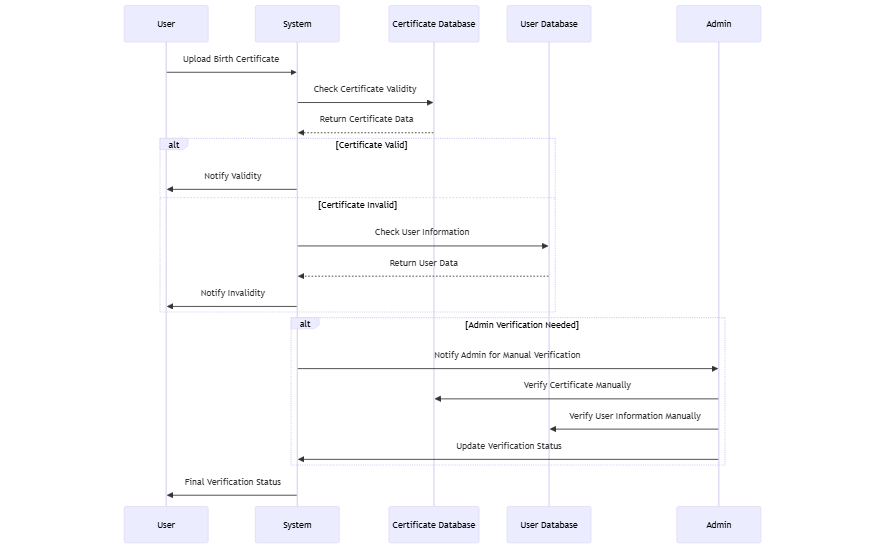 User
System
Certificate Database
User Database
Admin
Upload Birth Certificate
Check Certificate Validity
Return Certificate Data
alt
[Certificate Valid]
Notify Validity
[Certificate Invalid]
Check User Information
Return User Data
Notify Invalidity
alt
[Admin Verification Needed]
Notify Admin for Manual Verification
Verify Certificate Manually
Verify User Information Manually
Update Verification Status
Final Verification Status
User
System
Certificate Database
User Database
Admin